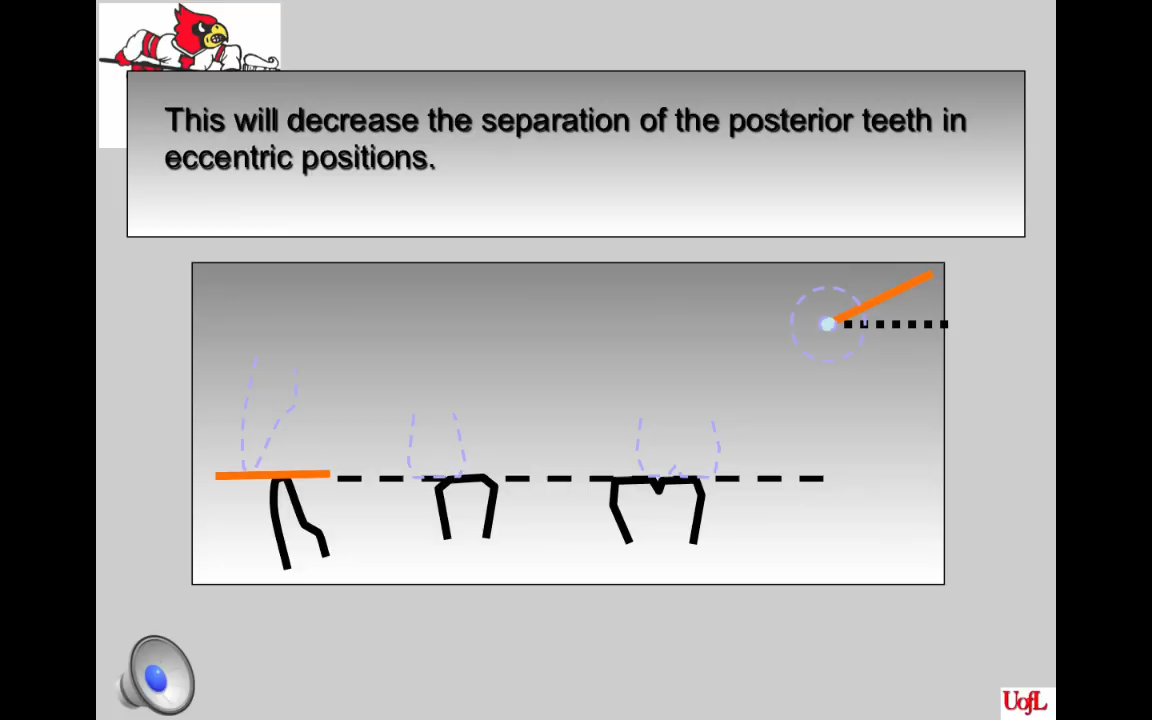 This will decrease the separation of the posterior teeth in
eccentric positions.
UofL